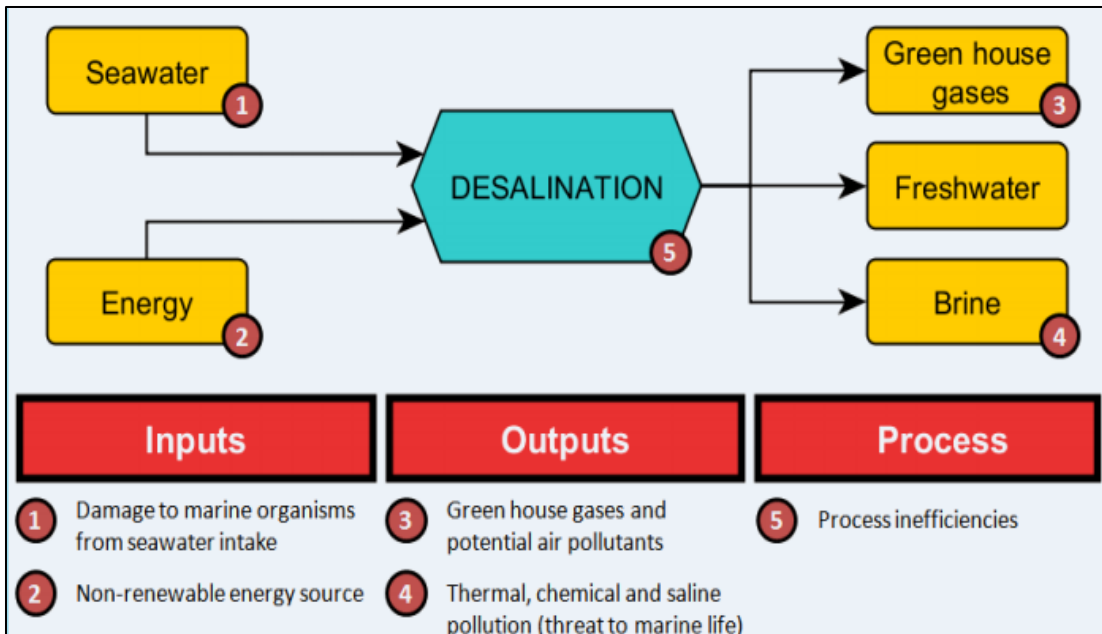 Seawater
1
Energy
2
DESALINATION
5
Green house
gases
3
Freshwater
Brine
4
Inputs
1 Damage to marine organisms
from seawater intake
2 Non-renewable energy source
Outputs
3 Green house gases and
potential air pollutants
4 Thermal, chemical and saline
pollution (threat to marine life)
Process
5 Process inefficiencies